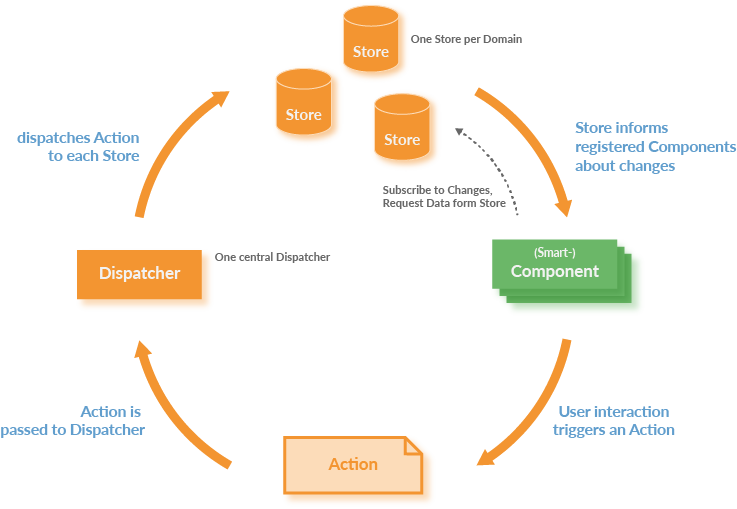 Store
One Store per Domain
Store
Store
dispatches Action
to each Store
Store informs
registered Components
about changes
Subscribe to Changes,
Request Data form Store
Dispatcher
One central Dispatcher
(Smart-)
Component
Action is
passed to Dispatcher
User interaction
triggers an Action
Action